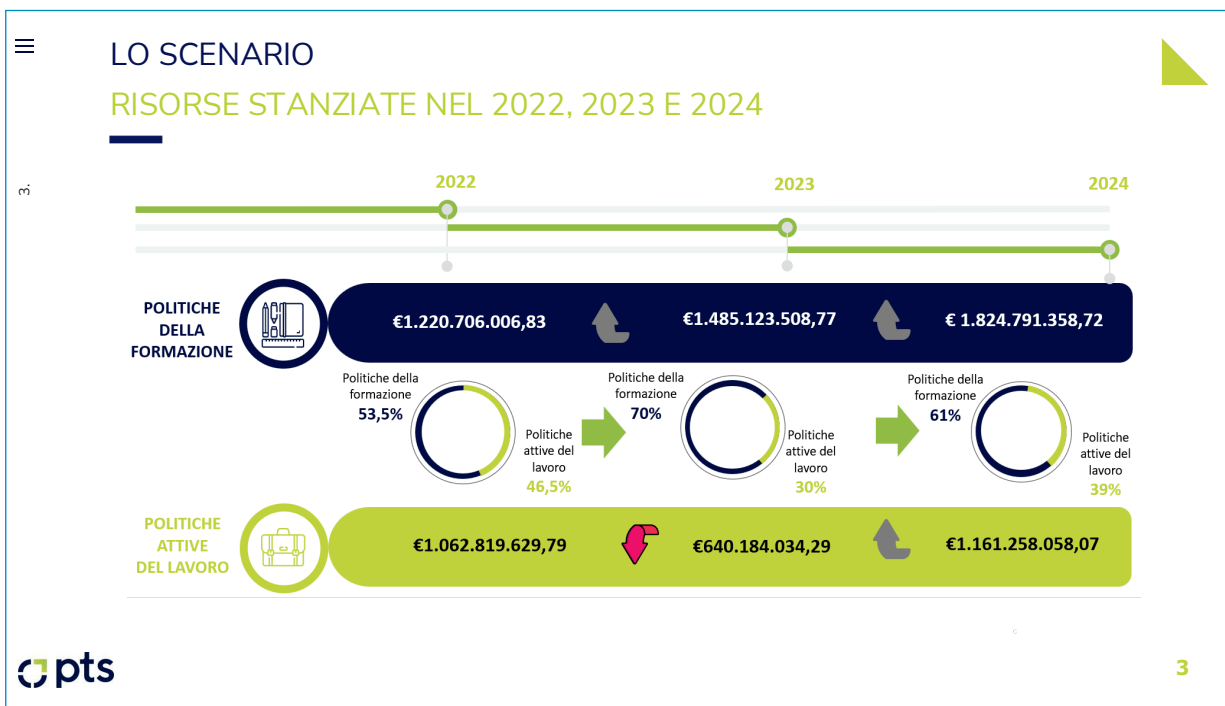 LO SCENARIO
RISORSE STANZIATE NEL 2022, 2023 E 2024
3.
2022
2023
2024
POLITICHE
DELLA
FORMAZIONE
€1.220.706.006,83
€1.485.123.508,77
€ 1.824.791.358,72
Politiche della
formazione
53,5%
Politiche
attive del
lavoro
46,5%
Politiche della
formazione
70%
Politiche
attive del
lavoro
30%
Politiche della
formazione
61%
Politiche
attive del
lavoro
39%
POLITICHE
ATTIVE
DEL LAVORO
€1.062.819.629,79
€640.184.034,29
€1.161.258.058,07
pts
3